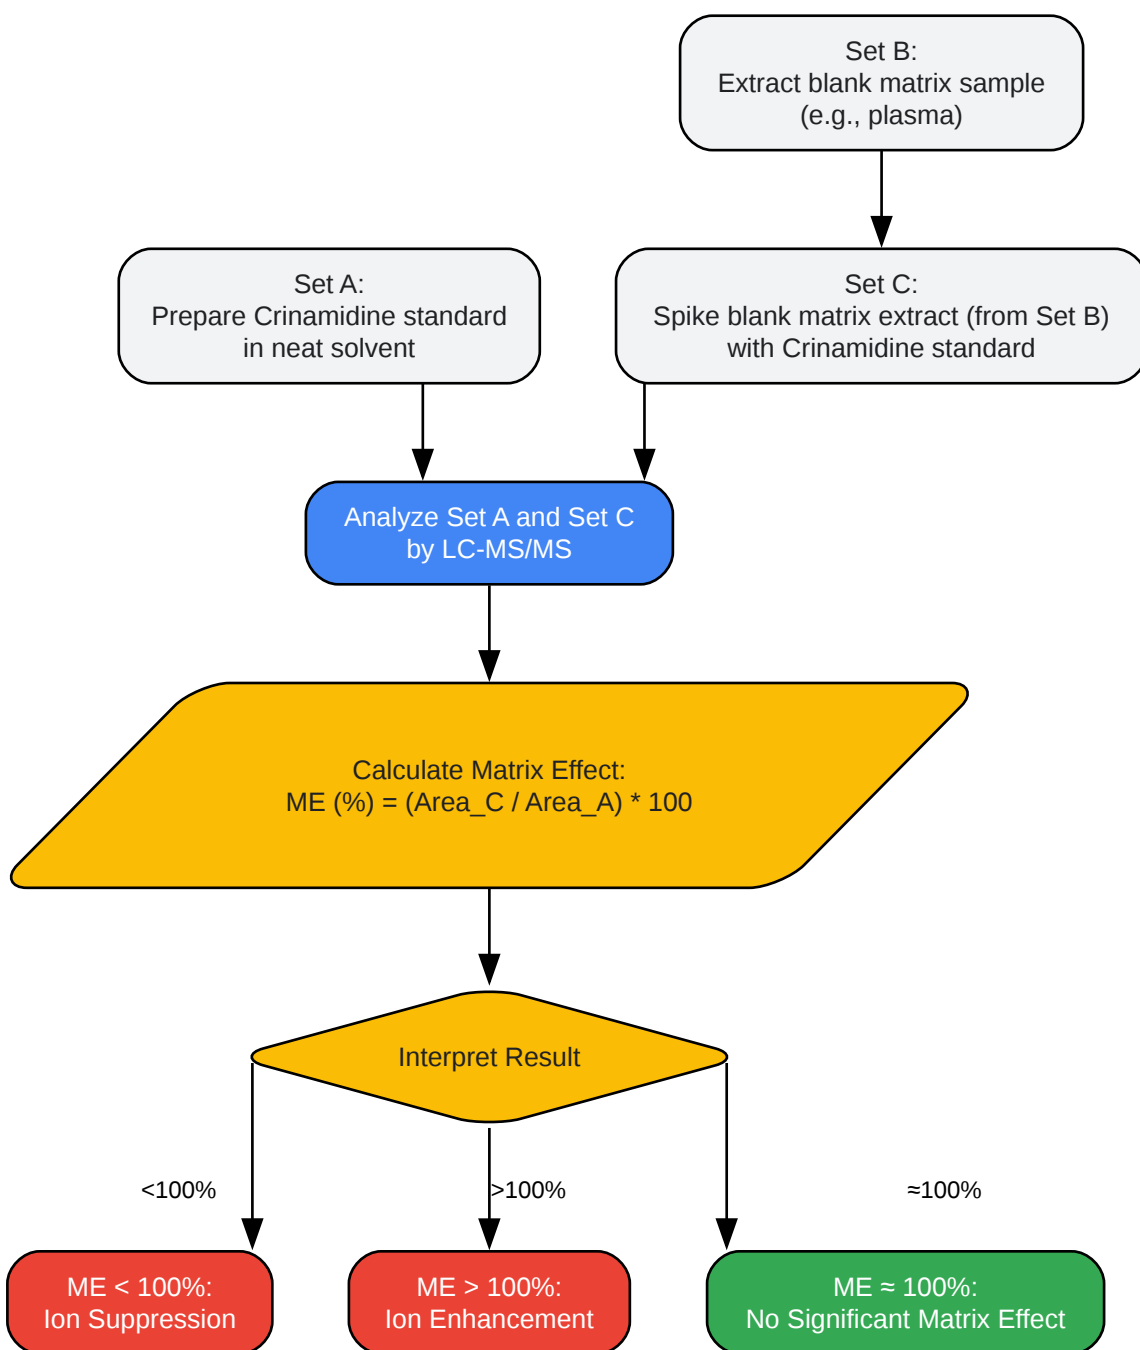 Set B:
Extract blank matrix sample
(e.g., plasma)
Set A:
Prepare Crinamidine standard
in neat solvent
Set C:
Spike blank matrix extract (from Set B)
with Crinamidine standard
Analyze Set A and Set C
by LC-MS/MS
Calculate Matrix Effect:
ME (%) = (Area_C / Area_A) * 100
Interpret Result
<100%
>100%
≈100%
ME < 100%:
Ion Suppression
ME > 100%:
Ion Enhancement
ME ≈ 100%:
No Significant Matrix Effect